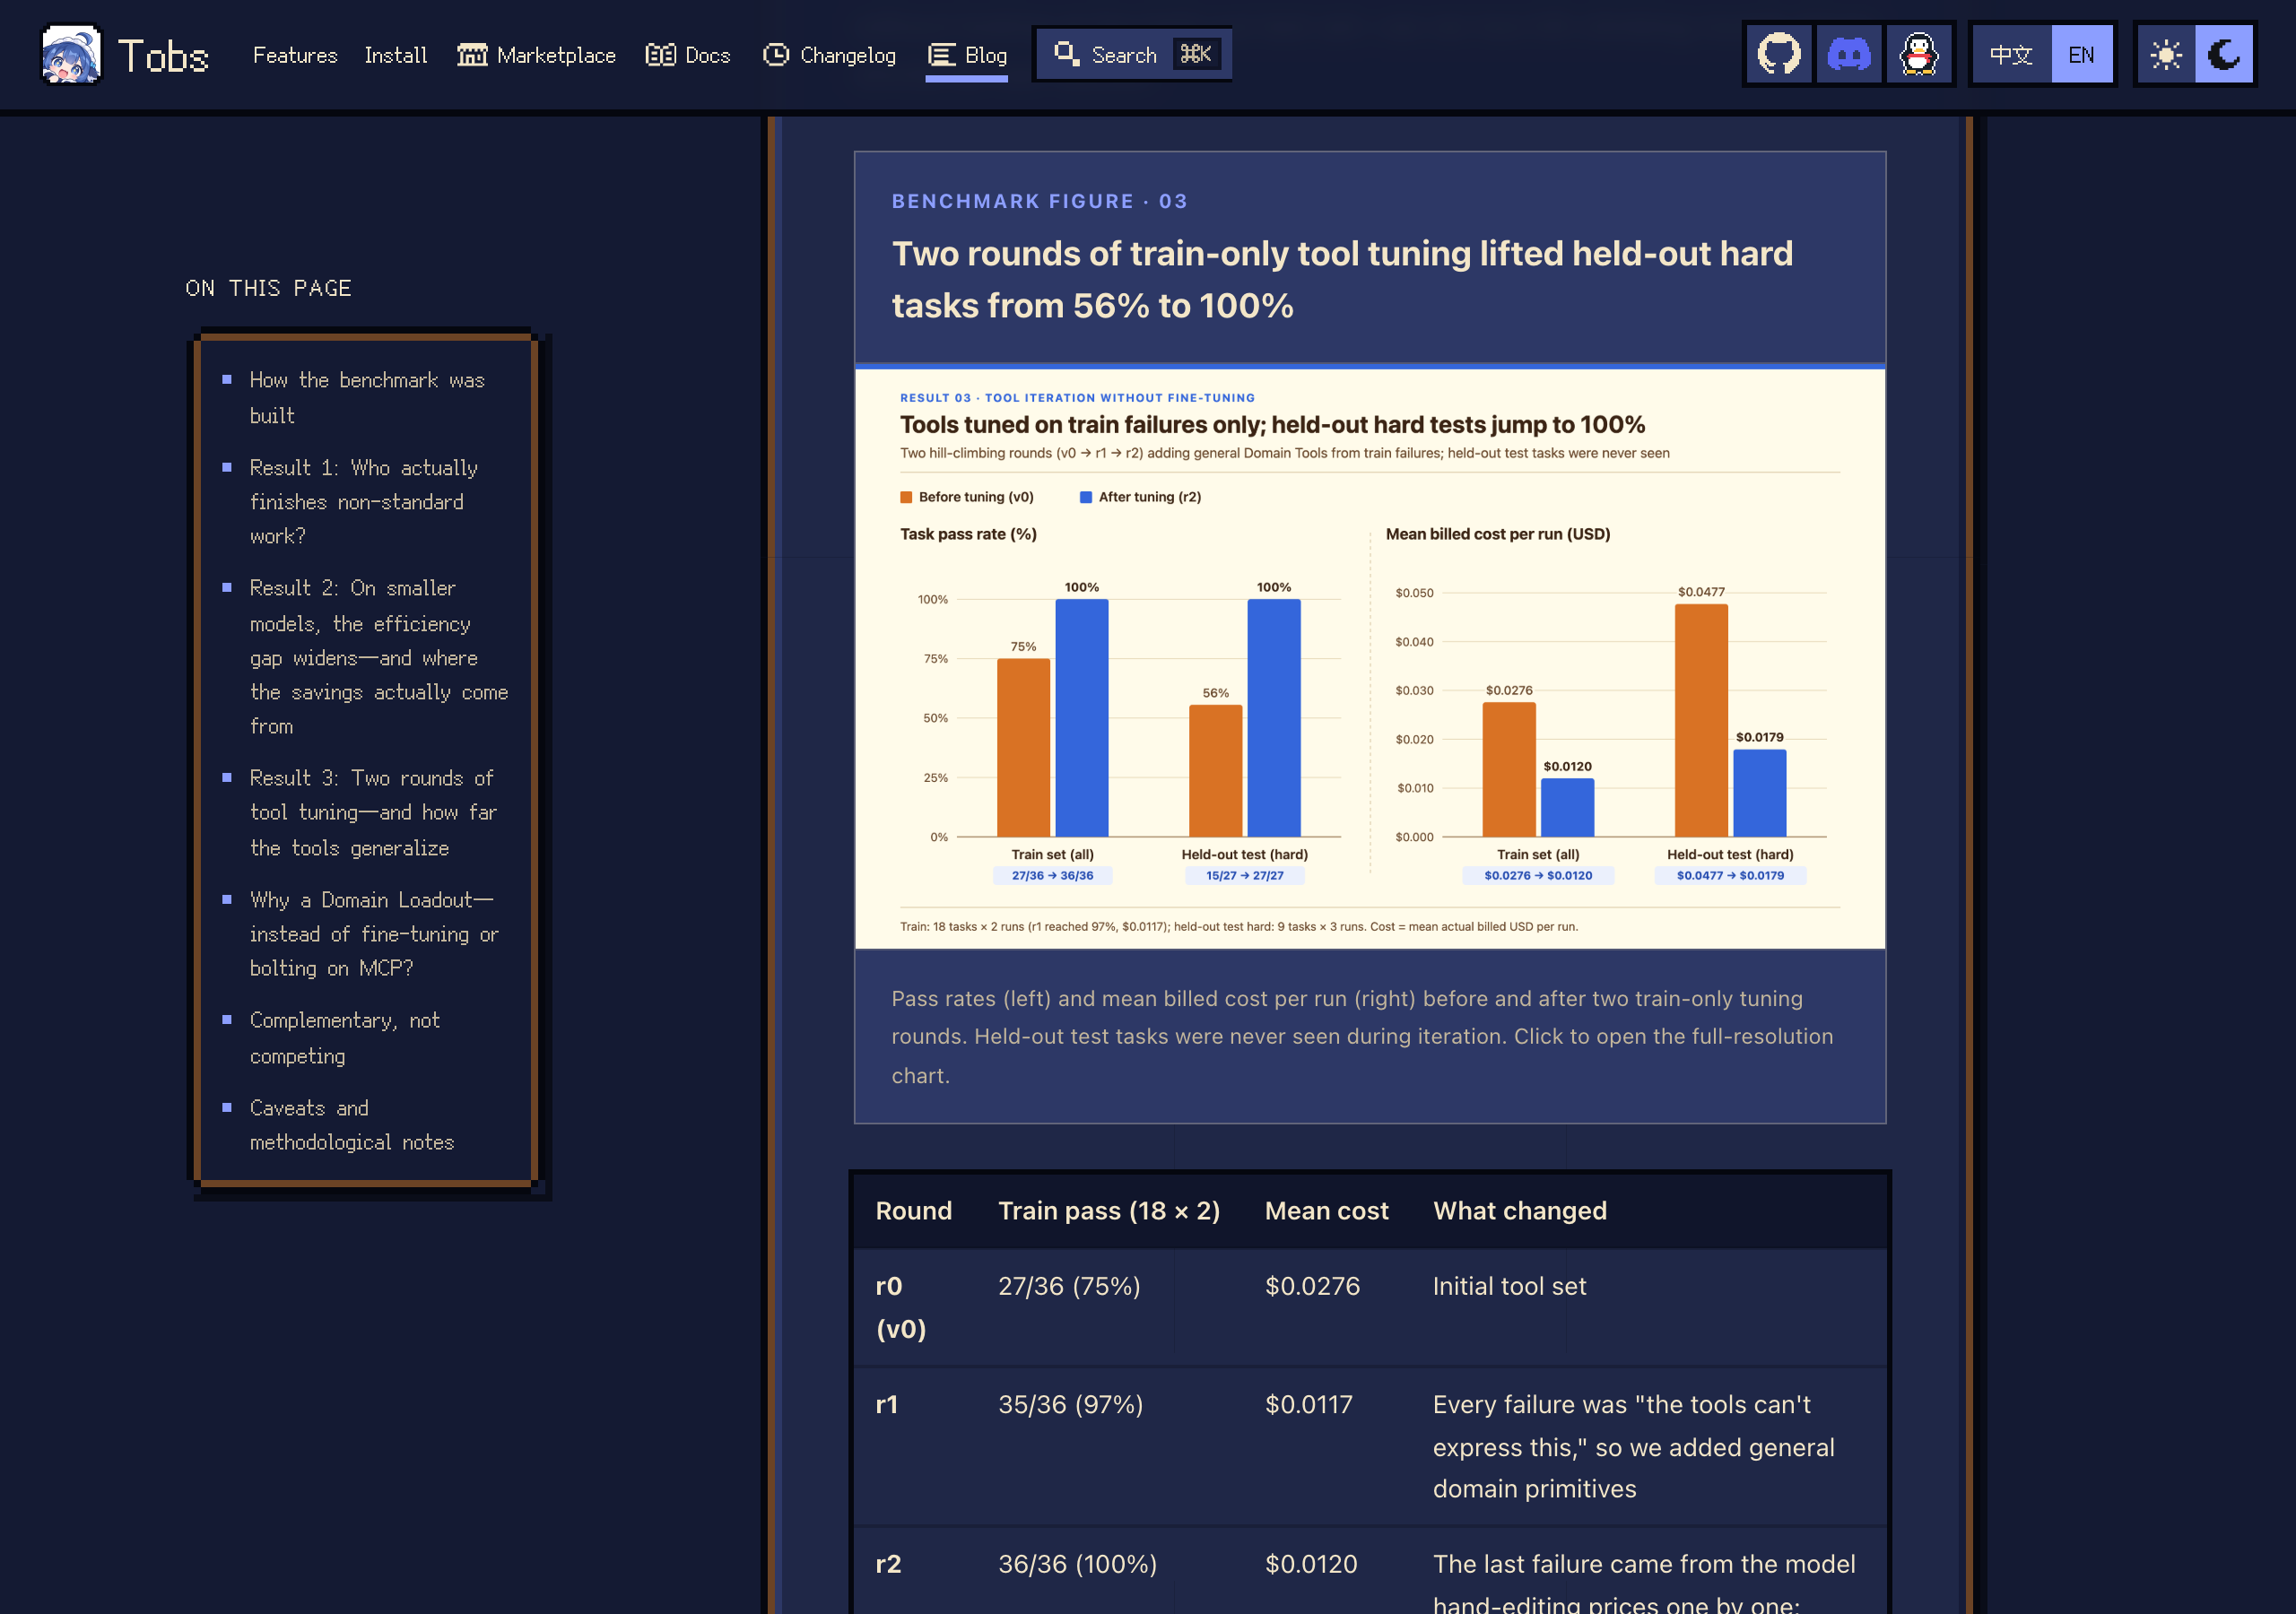 Tobs
Features
Install
Marketplace
Docs
Changelog
Blog
Search
⌘K
中文
EN
ON THIS PAGE
How the benchmark was
built
Result 1: Who actually
finishes non-standard
work?
Result 2: On smaller
models, the efficiency
gap widens—and where
the savings actually come
from
Result 3: Two rounds of
tool tuning—and how far
the tools generalize
Why a Domain Loadout—
instead of fine-tuning or
bolting on MCP?
Complementary, not
competing
Caveats and
methodological notes
BENCHMARK FIGURE · 03
Two rounds of train-only tool tuning lifted held-out hard
tasks from 56% to 100%
RESULT 03 · TOOL ITERATION WITHOUT FINE-TUNING
Tools tuned on train failures only; held-out hard tests jump to 100%
Two hill-climbing rounds (v0 → r1 → r2) adding general Domain Tools from train failures; held-out test tasks were never seen
Before tuning (v0)
After tuning (r2)
Task pass rate (%)
100%
75%
50%
25%
0%
75%
100%
56%
100%
Train set (all)
27/36 → 36/36
Held-out test (hard)
15/27 → 27/27
Mean billed cost per run (USD)
$0.050
$0.040
$0.030
$0.020
$0.010
$0.000
$0.0276
$0.0120
$0.0477
$0.0179
Train set (all)
$0.0276 → $0.0120
Held-out test (hard)
$0.0477 → $0.0179
Train: 18 tasks × 2 runs (r1 reached 97%, $0.0117); held-out test hard: 9 tasks × 3 runs. Cost = mean actual billed USD per run.
Pass rates (left) and mean billed cost per run (right) before and after two train-only tuning
rounds. Held-out test tasks were never seen during iteration. Click to open the full-resolution
chart.
Round
Train pass (18 × 2)
Mean cost
What changed
r0
(v0)
27/36 (75%)
$0.0276
Initial tool set
r1
35/36 (97%)
$0.0117
Every failure was "the tools can't
express this," so we added general
domain primitives
r2
36/36 (100%)
$0.0120
The last failure came from the model
hand-editing prices one by one;